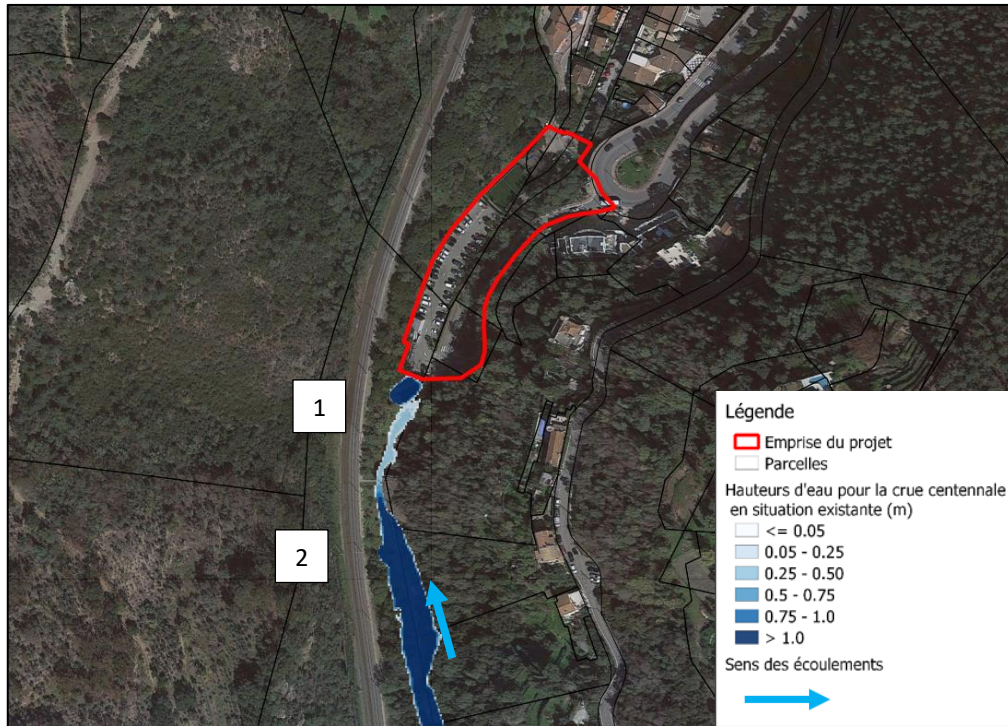 1
2
Légende
Emprise du projet
Parcelles
Hauteurs d'eau pour la crue centennale
en situation existante (m)
<= 0.05
0.05 - 0.25
0.25 - 0.50
0.5 - 0.75
0.75 - 1.0
> 1.0
Sens des écoulements